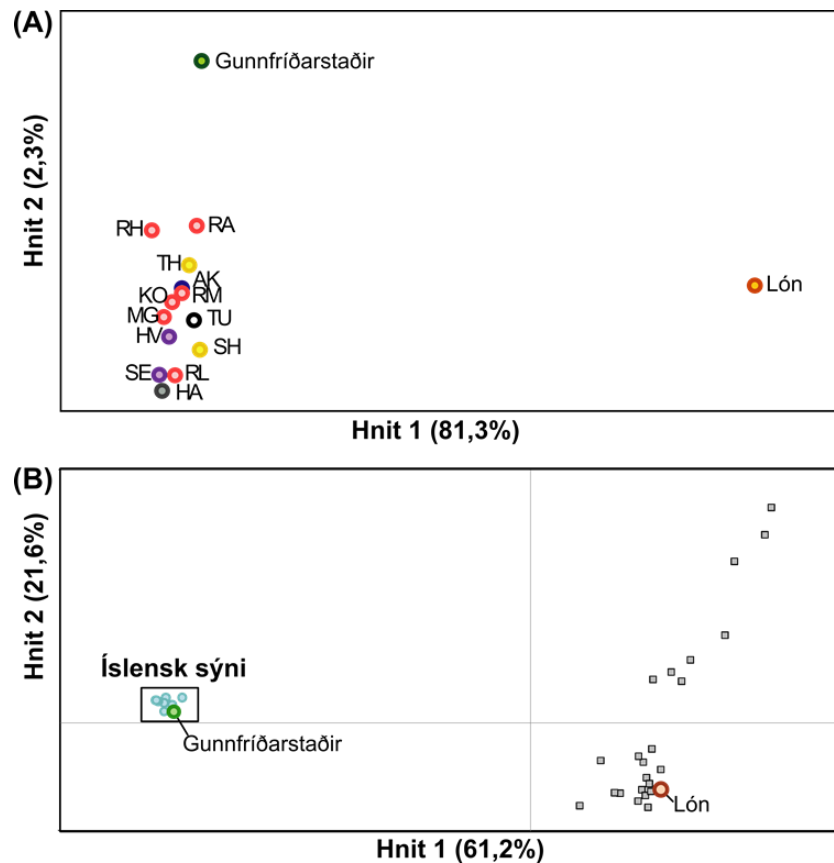 (A)
Gunnfríðarstaðir
Hnit 2 (2,3%)
RH
RA
TH
AK
KO
RM
MG
TU
HV
SH
SE
RL
HA
Lón
Hnit 1 (81,3%)
(B)
Hnit 2 (21,6%)
Íslensk sýni
Gunnfríðarstaðir
Lón
Hnit 1 (61,2%)